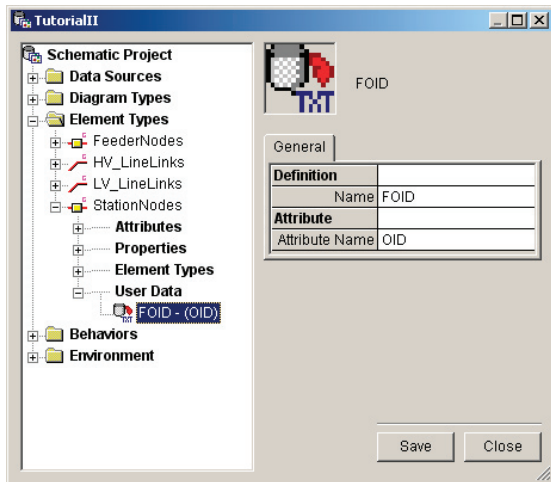 TutorialII
Schematic Project
Data Sources
Diagram Types
Element Types
FeederNodes
HV_LineLinks
LV_LineLinks
StationNodes
Attributes
Properties
Element Types
User Data
FOID - (OID)
Behaviors
Environment
TXT
FOID
General
Definition
Name FOID
Attribute
Attribute Name OID
Save Close